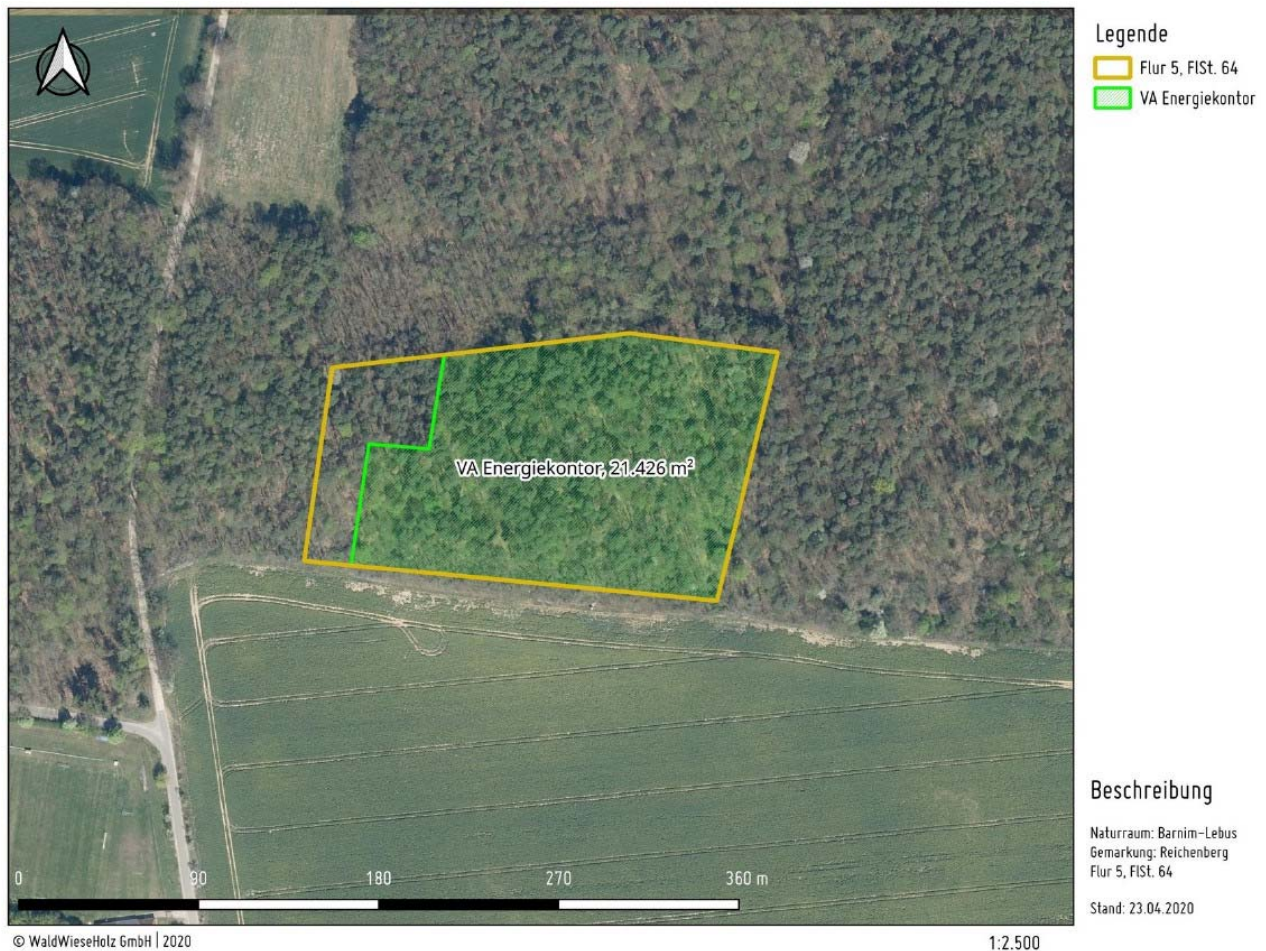 Legende
Flur 5, FlSt. 64
VA Energiekontor
VA Energiekontor, 21.426 m²
0 90 180 270 360 m
Beschreibung
Naturraum: Barnim-Lebus
Gemarkung: Reichenberg
Flur 5, FlSt. 64
Stand: 23.04.2020
© WaldWieseHolz GmbH | 2020
1:2.500